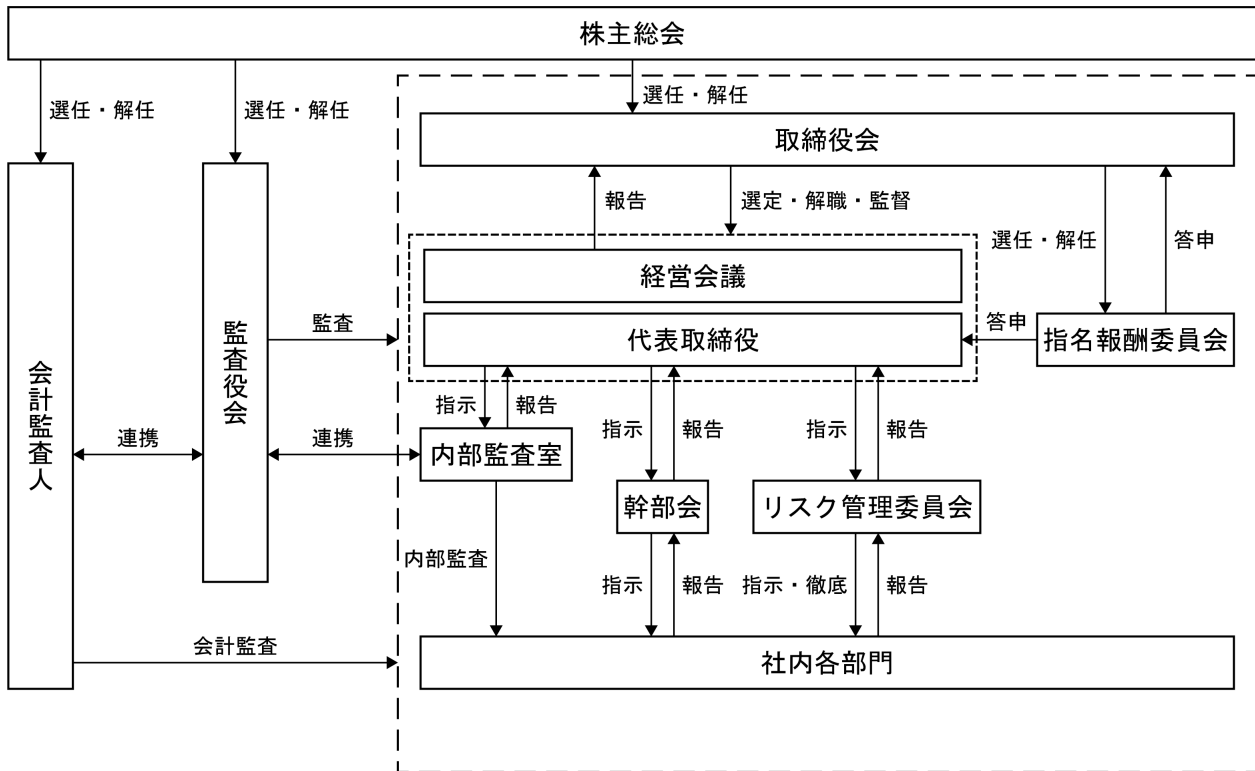 株主総会
選任・解任
選任・解任
選任・解任
取締役会
報告
選定・解職・監督
選任・解任
答申
経営会議
代表取締役
答申
指名報酬委員会
監査
監査役会
会計監査人
指示
報告
指示
報告
指示
報告
連携
連携
内部監査室
幹部会
リスク管理委員会
内部監査
指示
報告
指示・徹底
報告
会計監査
社内各部門